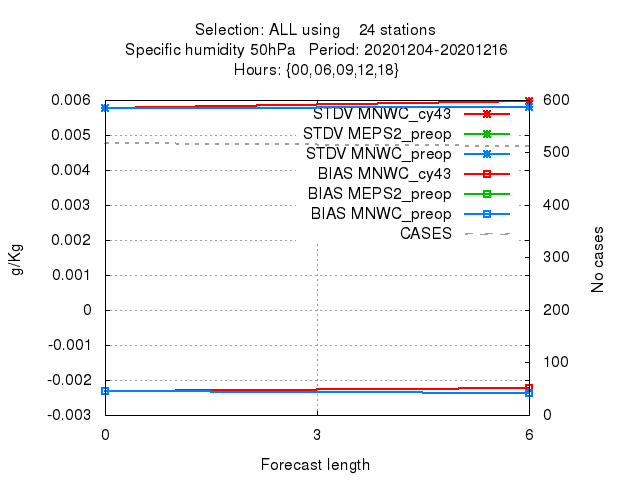 Selection: ALL using 24 stations
Specific humidity 50hPa Period: 20201204-20201216
Hours: {00,06,09,12,18}
0.006
0.005
0.004
0.003
0.002
0.001
0
-0.001
-0.002
-0.003
g/Kg
STDV MNWC_cy43
STDV MEPS2_preop
STDV MNWC_preop
BIAS MNWC_cy43
BIAS MEPS2_preop
BIAS MNWC_preop
CASES
600
500
400
300
200
100
0
No cases
0 3 6
Forecast length